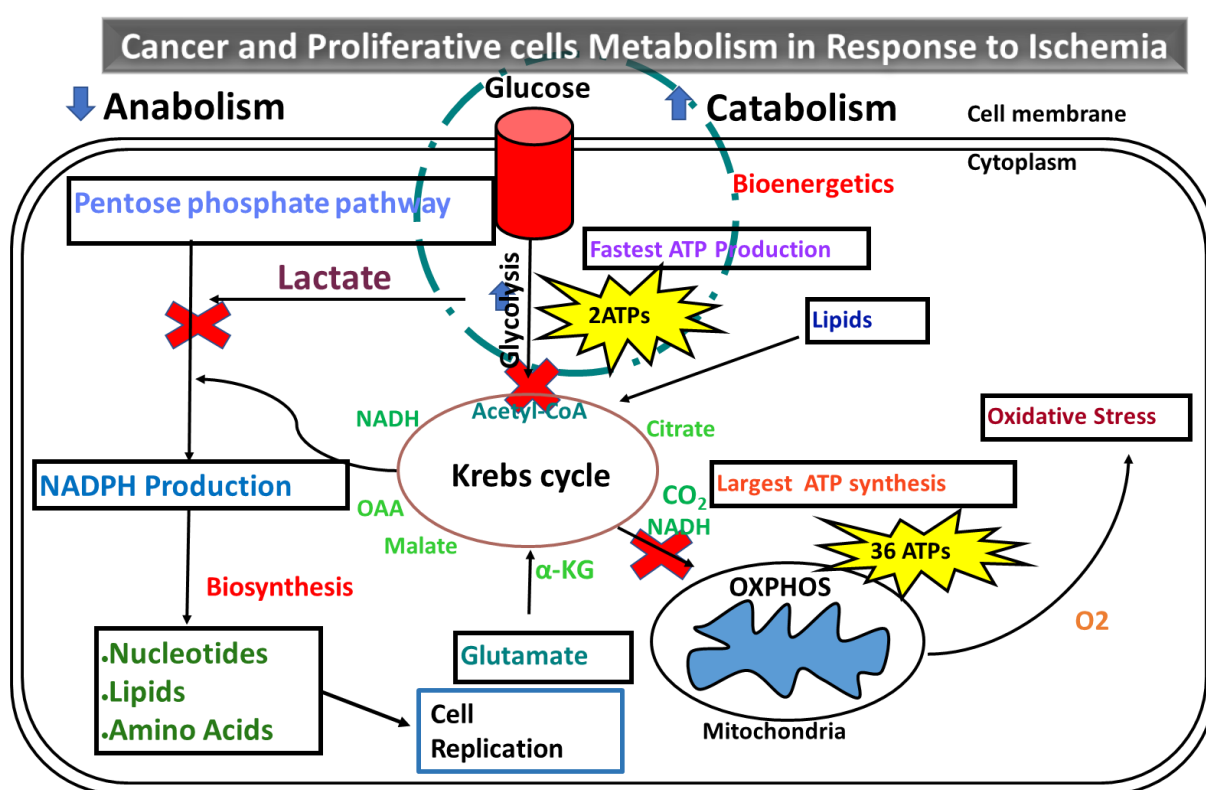 Cancer and Proliferative cells Metabolism in Response to Ischemia
Anabolism
Glucose
Catabolism
Cell membrane
Cytoplasm
Pentose phosphate pathway
Bioenergetics
Fastest ATP Production
Lactate
Glycolysis
2ATPs
Lipids
Acetyl-CoA
NADH
Citrate
Oxidative Stress
Krebs cycle
NADPH Production
Largest ATP synthesis
CO₂
OAA
NADH
Malate
36 ATPs
α-KG
Biosynthesis
OXPHOS
O2
.Nucleotides
.Lipids
.Amino Acids
Glutamate
Cell
Replication
Mitochondria